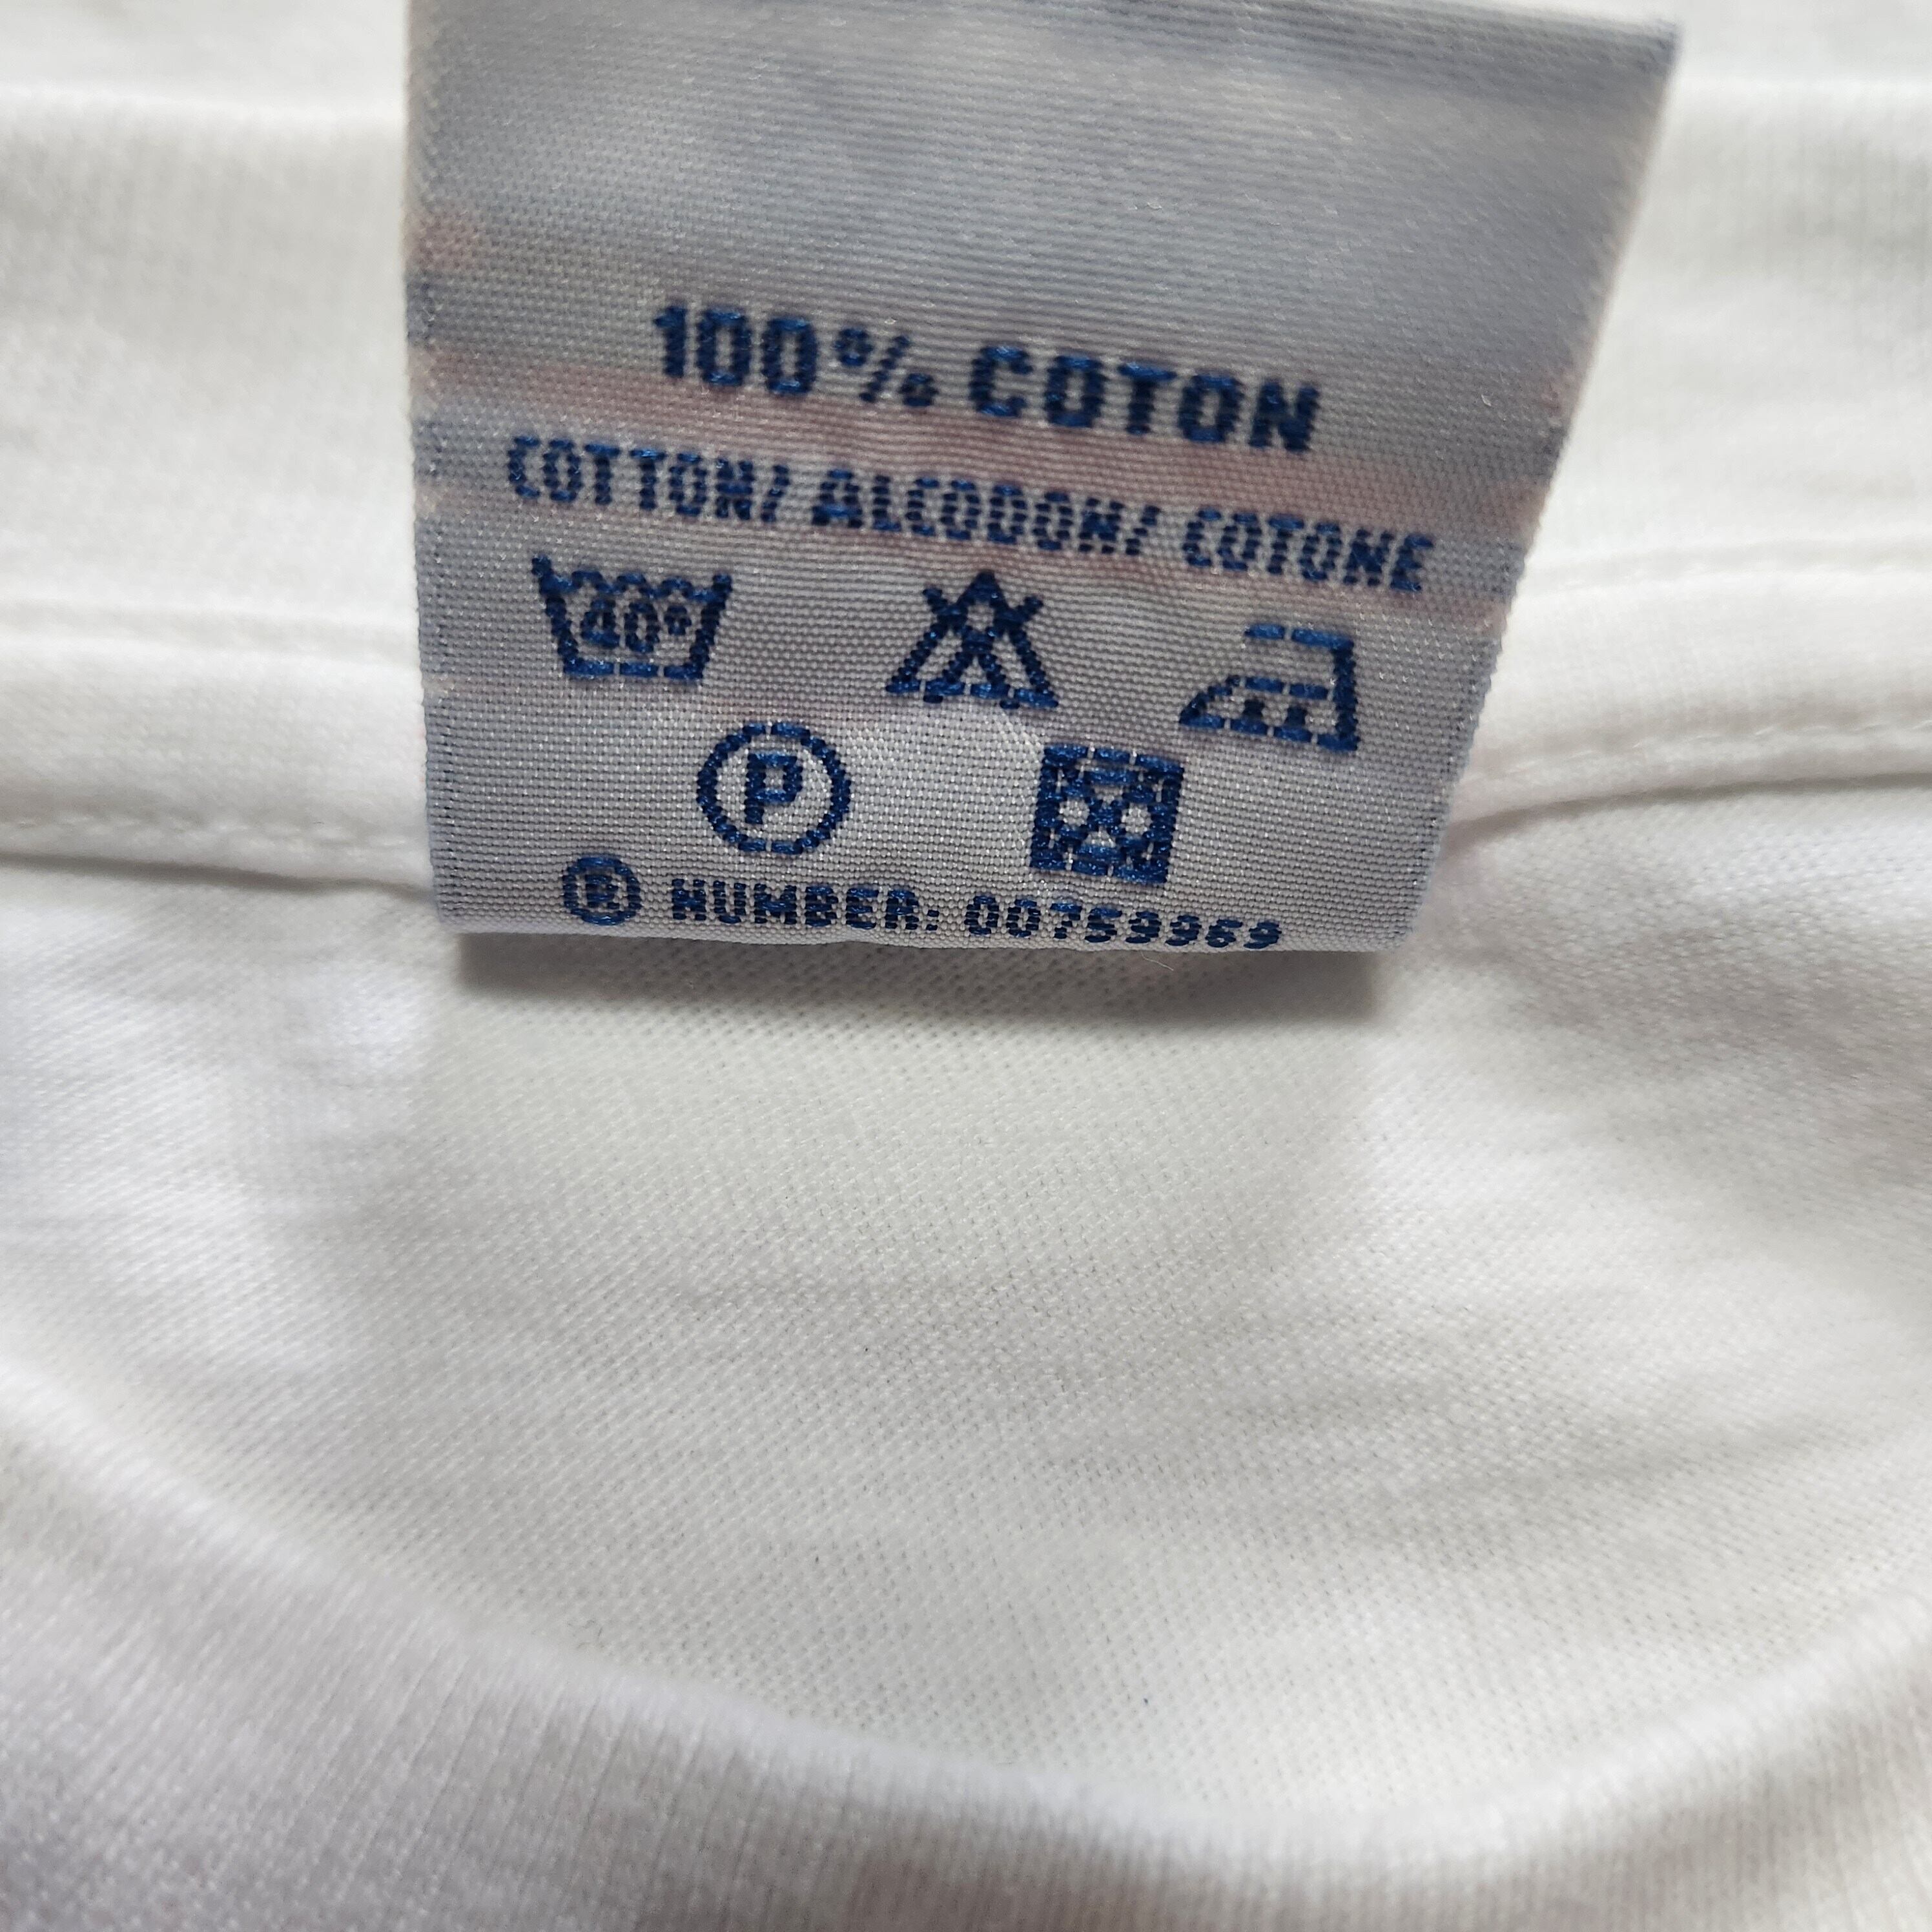 100% COTON
COTTON/ ALCODON/ COTONE
40°
P
® NUMBER: 00759969